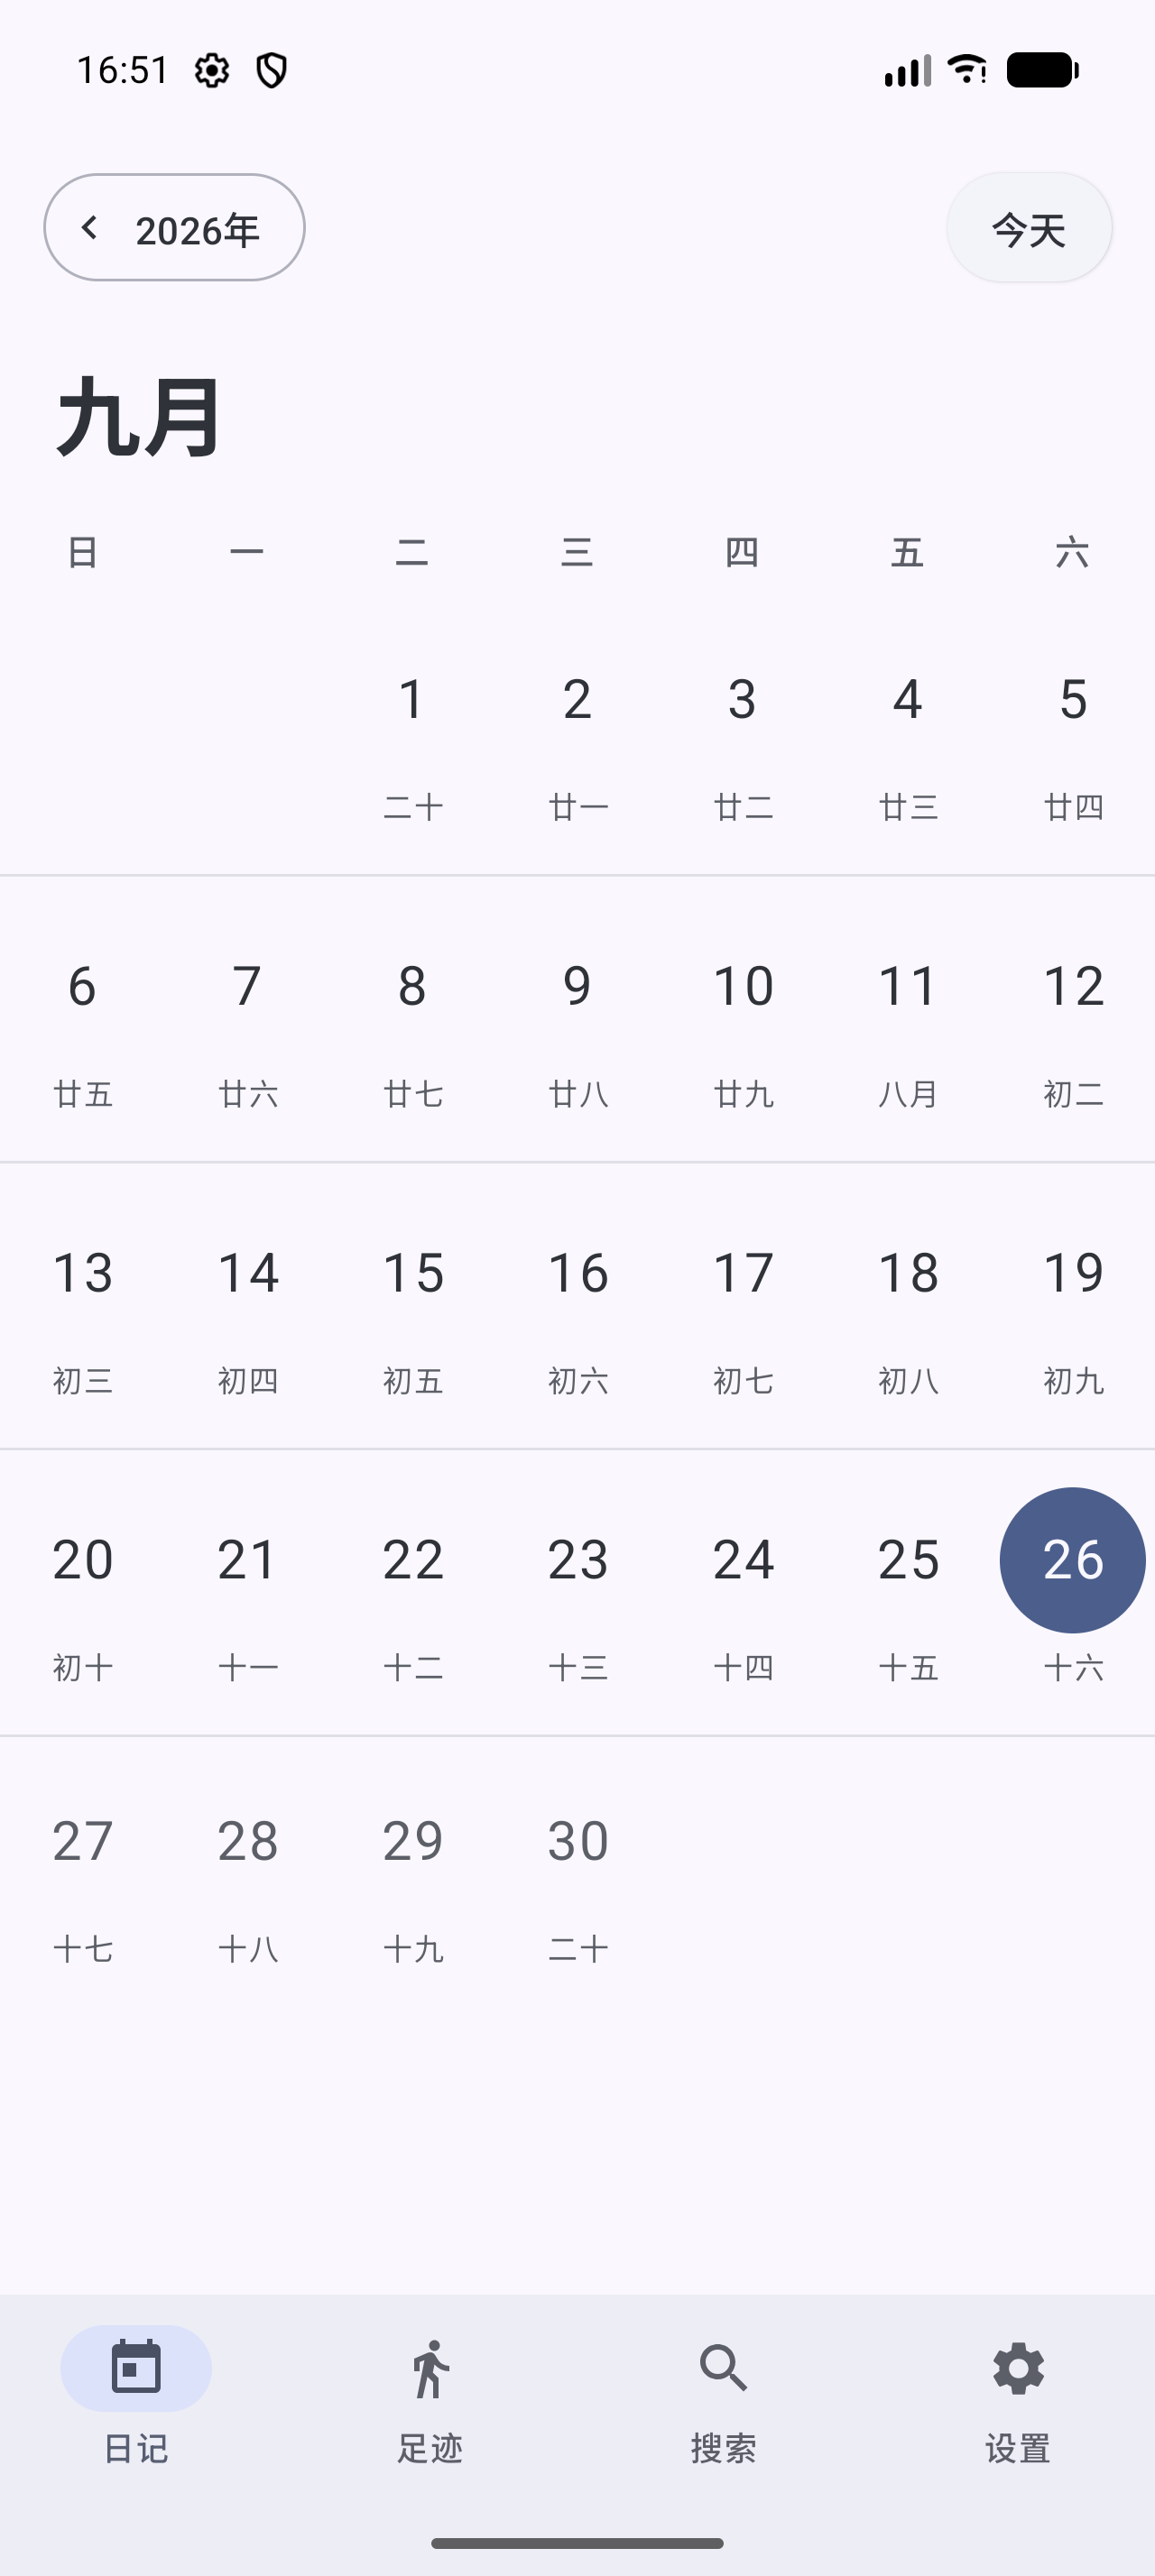 16:51
2026年 今天
九月
日 一 二 三 四 五 六
1 2 3 4 5
二十 廿一 廿二 廿三 廿四
6 7 8 9 10 11 12
廿五 廿六 廿七 廿八 廿九 八月 初二
13 14 15 16 17 18 19
初三 初四 初五 初六 初七 初八 初九
20 21 22 23 24 25 26
初十 十一 十二 十三 十四 十五 十六
27 28 29 30
十七 十八 十九 二十
日记 足迹 搜索 设置